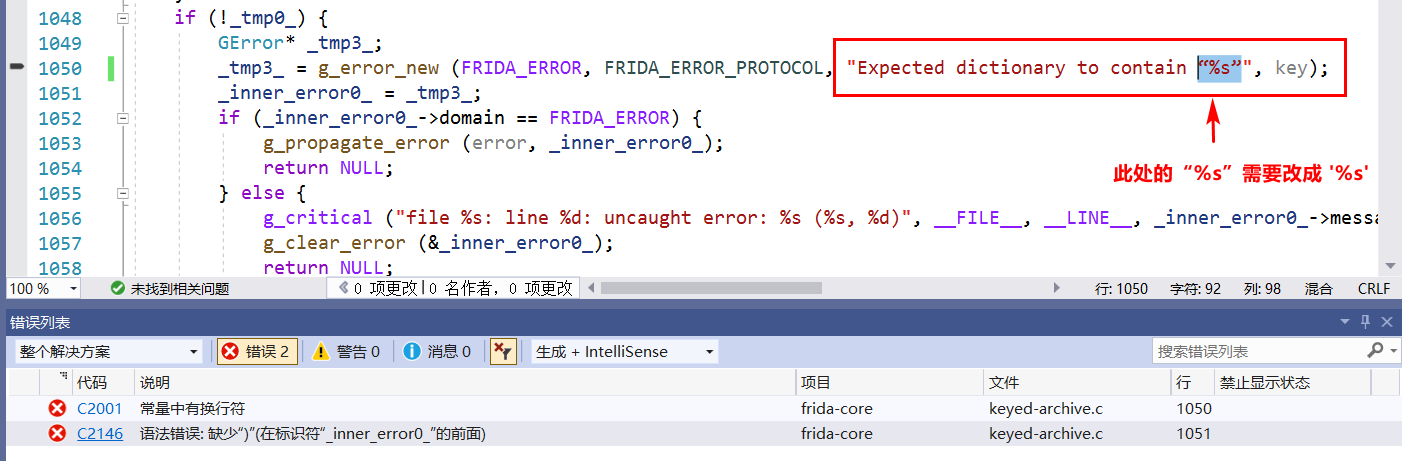 1048 if (!_tmp0_) {
1049 GError* _tmp3_;
1050 _tmp3_ = g_error_new (FRIDA_ERROR, FRIDA_ERROR_PROTOCOL, "Expected dictionary to contain “%s”", key);
1051 _inner_error0_ = _tmp3_;
此处的“%s”需要改成 '%s'
1052 if (_inner_error0_->domain == FRIDA_ERROR) {
1053 g_propagate_error (error, _inner_error0_);
1054 return NULL;
1055 } else {
1056 g_critical ("file %s: line %d: uncaught error: %s (%s, %d)", __FILE__, __LINE__, _inner_error0_->messa
1057 g_clear_error (&_inner_error0_);
1058 return NULL;
100 % 未找到相关问题 0 项更改|0 名作者，0 项更改 行: 1050 字符: 92 列: 98 混合 CRLF
错误列表
整个解决方案 错误 2 警告 0 消息 0 生成 + IntelliSense 搜索错误列表
代码 说明 项目 文件 行 禁止显示状态
C2001 常量中有换行符 frida-core keyed-archive.c 1050
C2146 语法错误: 缺少“)”(在标识符“_inner_error0_”的前面) frida-core keyed-archive.c 1051